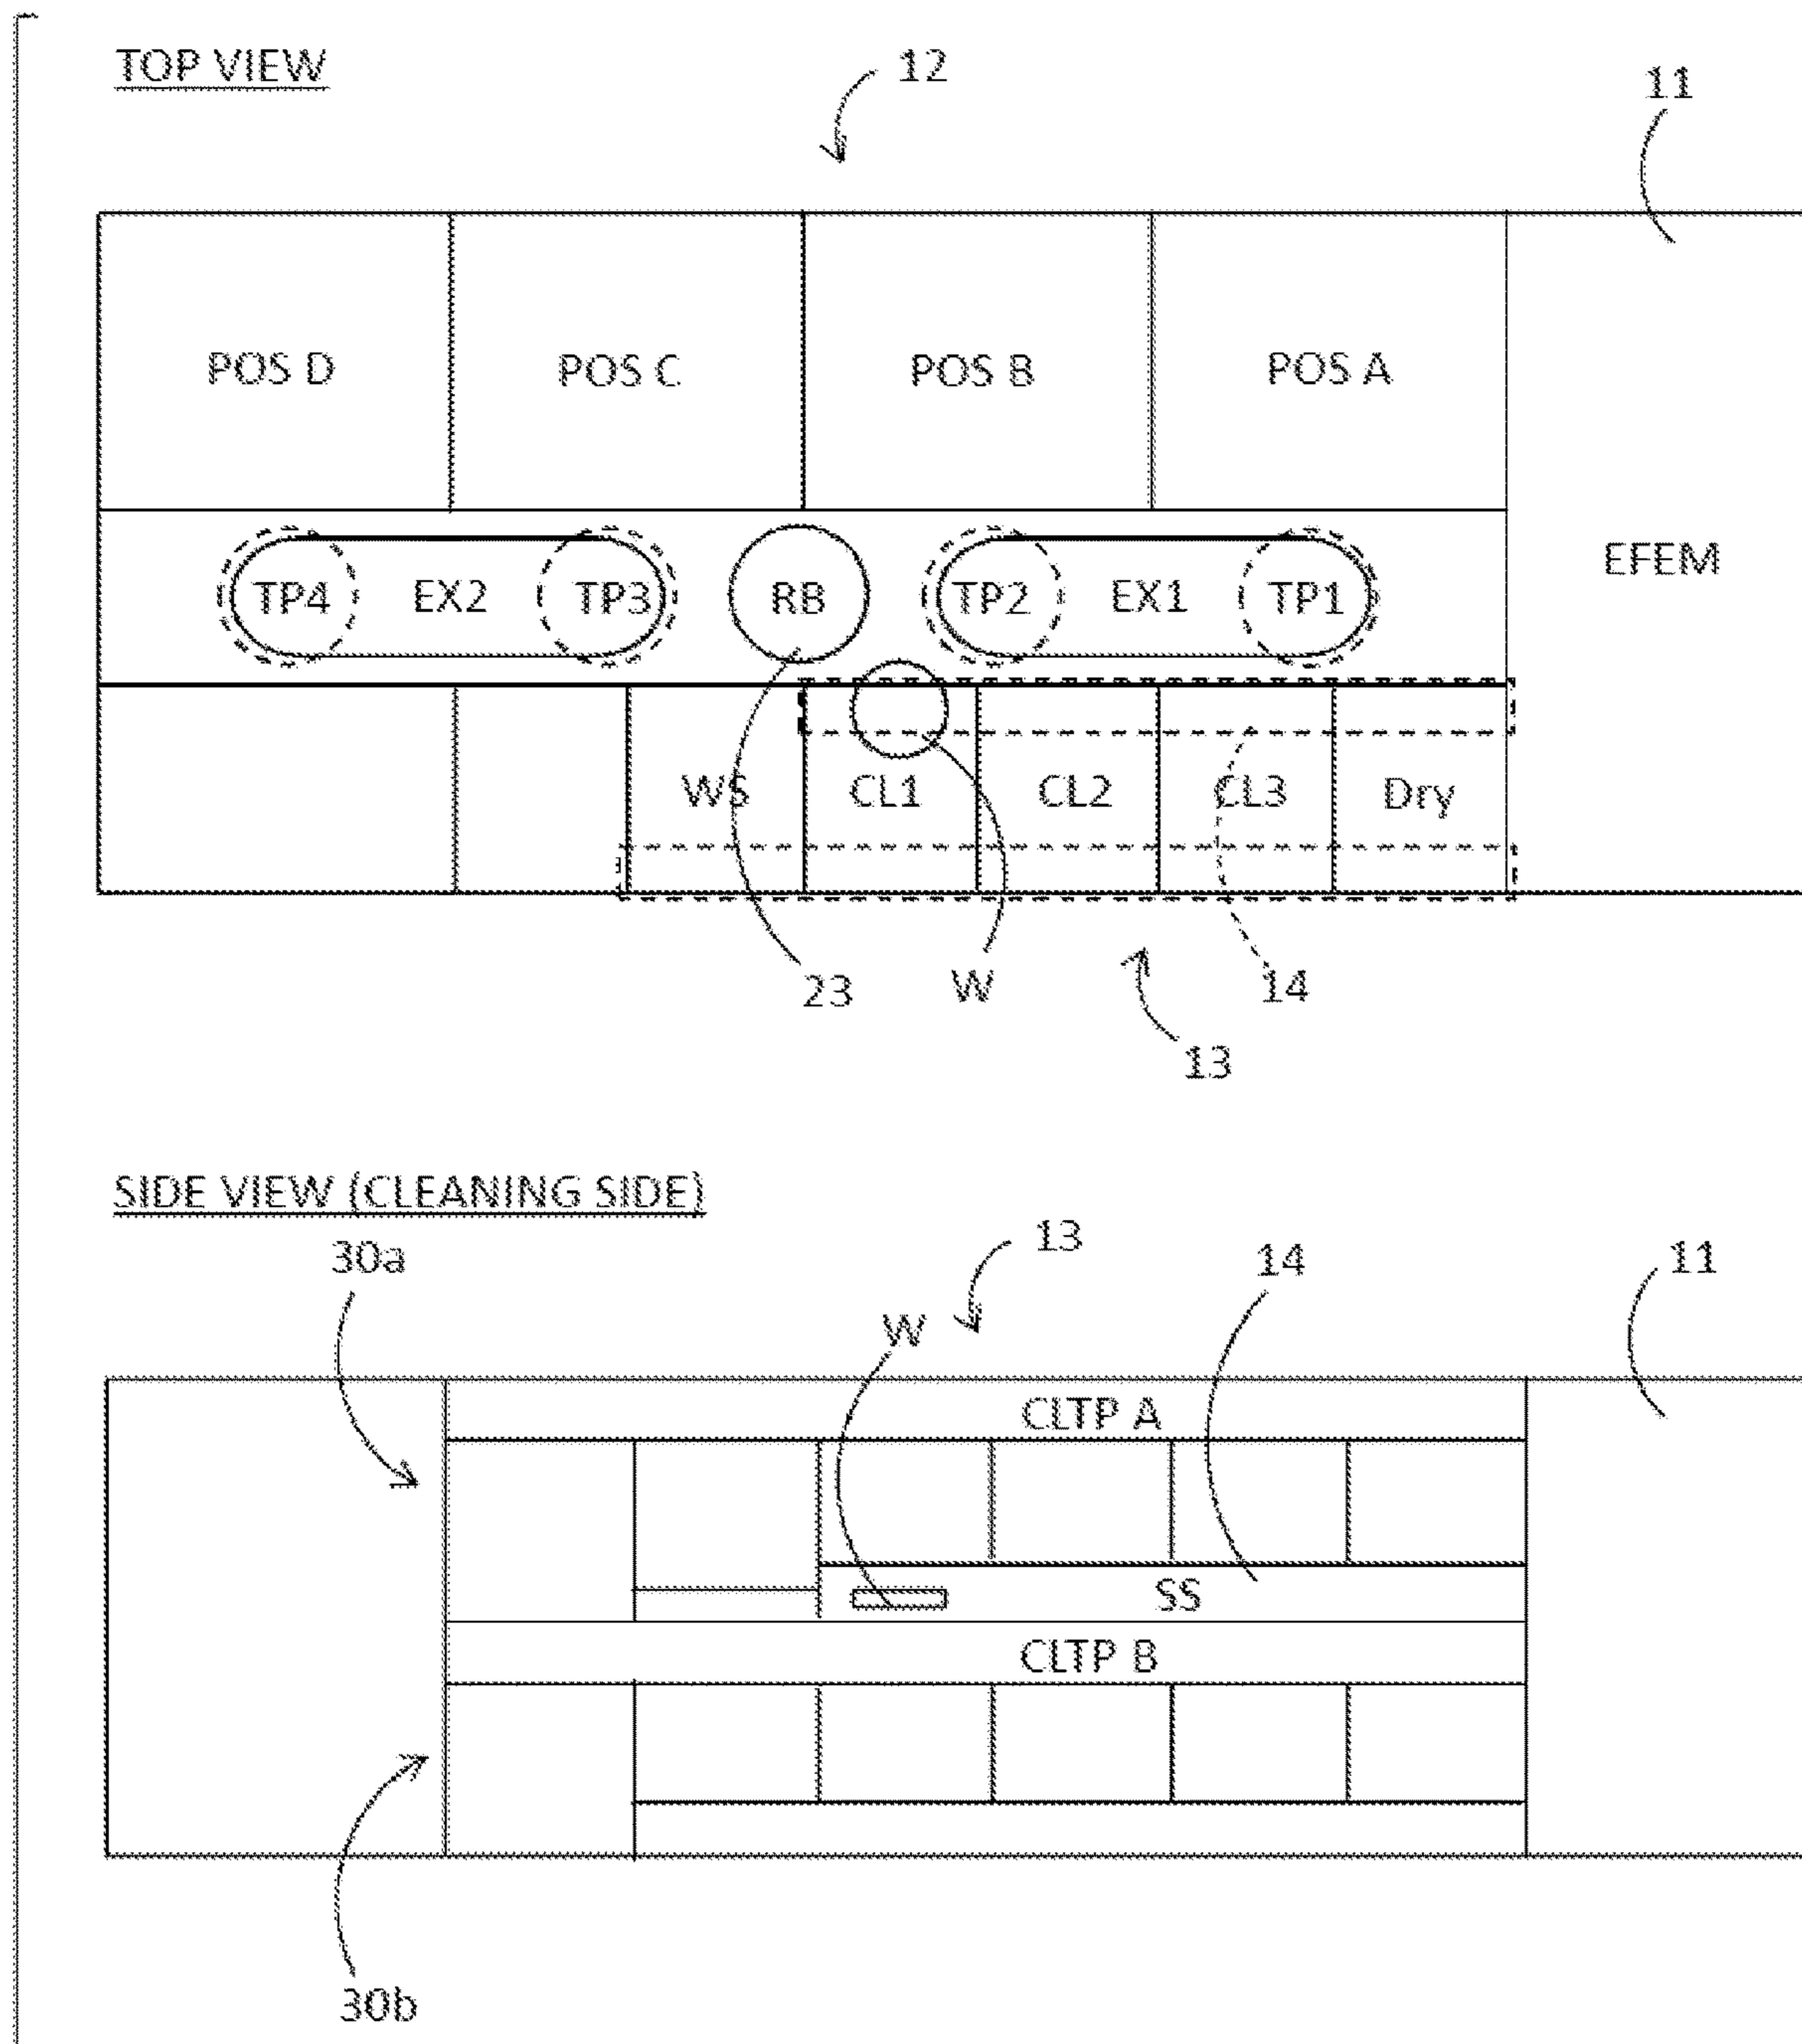 TOP VIEW
12
11
POS D POS C POS B POS A
EFEM
TP4 EX2 TP3 RB TP2 EX1 TP1
WS CL1 CL2 CL3 Dry
23 W 14
13
SIDE VIEW (CLEANING SIDE)
30a 13 14 11
W
CLTP A
SS
CLTP B
30b